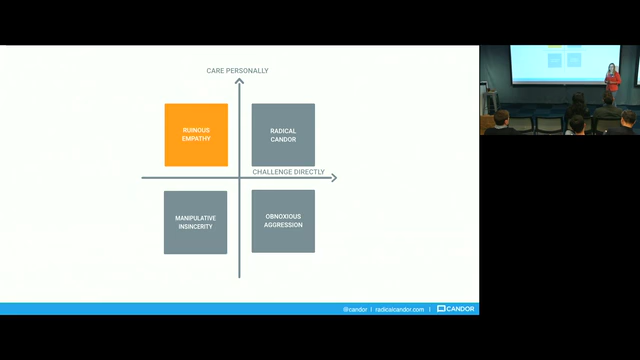 CARE PERSONALLY
RUINOUS
EMPATHY
RADICAL
CANDOR
CHALLENGE DIRECTLY
MANIPULATIVE
INSINCERITY
OBNOXIOUS
AGGRESSION
@candor | radicalcandor.com |
CANDOR